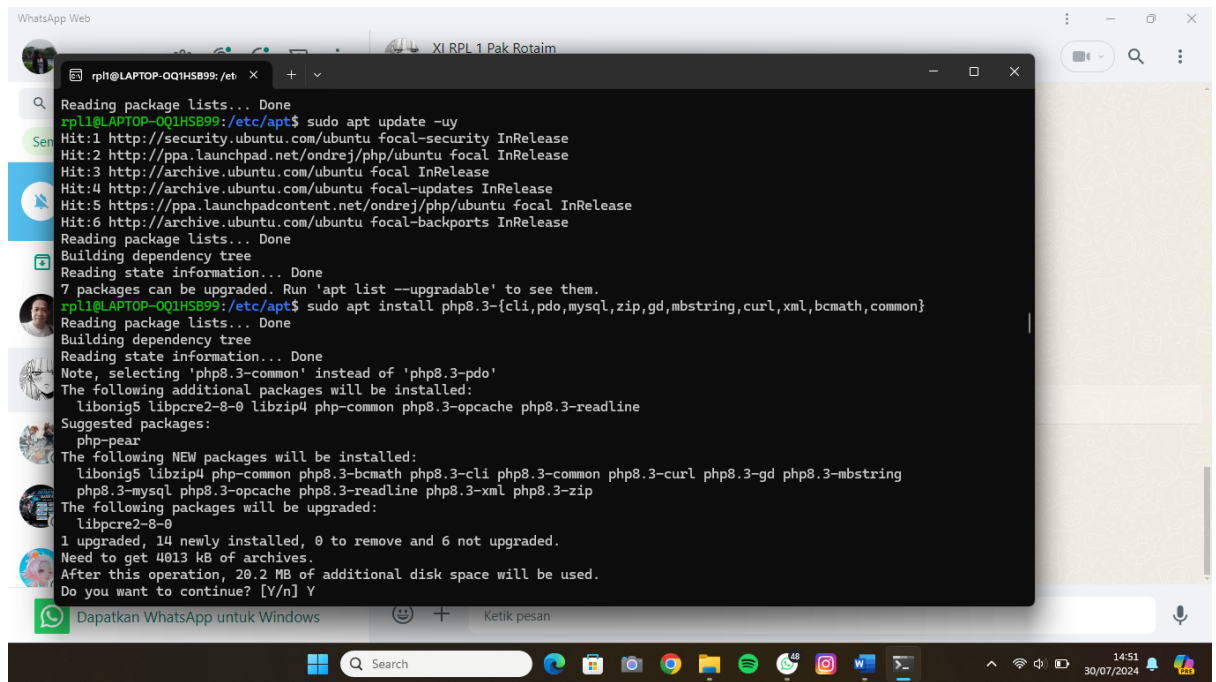 WhatsApp Web
XI RPL 1 Pak Rotaim
rpl1@LAPTOP-OQ1HSB99: /et
Reading package lists... Done
rpl1@LAPTOP-OQ1HSB99:/etc/apt$ sudo apt update -uy
Hit:1 http://security.ubuntu.com/ubuntu focal-security InRelease
Hit:2 http://ppa.launchpad.net/ondrej/php/ubuntu focal InRelease
Hit:3 http://archive.ubuntu.com/ubuntu focal InRelease
Hit:4 http://archive.ubuntu.com/ubuntu focal-updates InRelease
Hit:5 https://ppa.launchpadcontent.net/ondrej/php/ubuntu focal InRelease
Hit:6 http://archive.ubuntu.com/ubuntu focal-backports InRelease
Reading package lists... Done
Building dependency tree
Reading state information... Done
7 packages can be upgraded. Run 'apt list --upgradable' to see them.
rpl1@LAPTOP-OQ1HSB99:/etc/apt$ sudo apt install php8.3-{cli,pdo,mysql,zip,gd,mbstring,curl,xml,bcmath,common}
Reading package lists... Done
Building dependency tree
Reading state information... Done
Note, selecting 'php8.3-common' instead of 'php8.3-pdo'
The following additional packages will be installed:
libonig5 libpcre2-8-0 libzip4 php-common php8.3-opcache php8.3-readline
Suggested packages:
php-pear
The following NEW packages will be installed:
libonig5 libzip4 php-common php8.3-bcmath php8.3-cli php8.3-common php8.3-curl php8.3-gd php8.3-mbstring
php8.3-mysql php8.3-opcache php8.3-readline php8.3-xml php8.3-zip
The following packages will be upgraded:
libpcre2-8-0
1 upgraded, 14 newly installed, 0 to remove and 6 not upgraded.
Need to get 4013 kB of archives.
After this operation, 20.2 MB of additional disk space will be used.
Do you want to continue? [Y/n] Y
Sem
Dapatkan WhatsApp untuk Windows
Ketik pesan
Search
48
14:51
30/07/2024
PRE